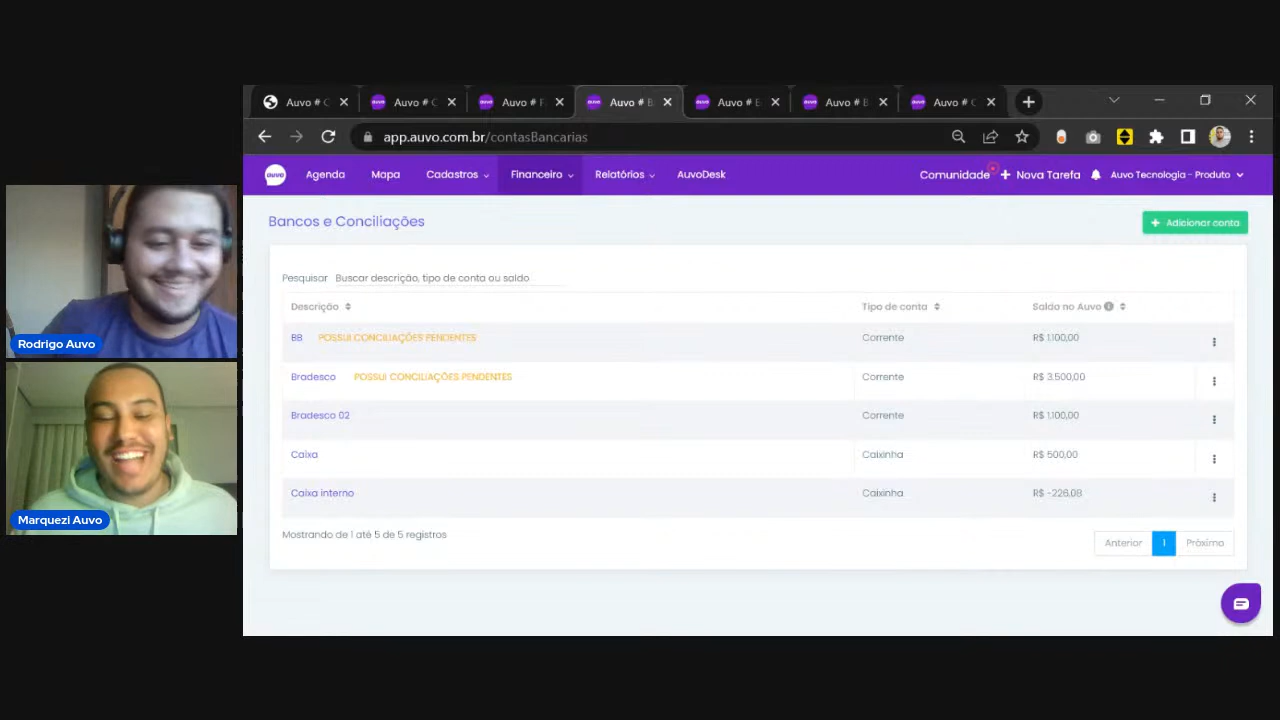 Auvo # C
Auvo # C
Auvo # F
Auvo # B
Auvo # E
Auvo # B
Auvo # C
app.auvo.com.br/contasBancarias
auvo
Agenda
Mapa
Cadastros
Financeiro
Relatórios
AuvoDesk
Comunidade
Nova Tarefa
Auvo Tecnologia - Produto
Bancos e Conciliações
+ Adicionar conta
Pesquisar Buscar descrição, tipo de conta ou saldo
Descrição Tipo de conta Saldo no Auvo
BB POSSUI CONCILIAÇÕES PENDENTES Corrente R$ 1.100,00
Bradesco POSSUI CONCILIAÇÕES PENDENTES Corrente R$ 3.500,00
Bradesco 02 Corrente R$ 1.100,00
Caixa Caixinha R$ 500,00
Caixa interno Caixinha R$ -226,08
Mostrando de 1 até 5 de 5 registros
Anterior 1 Próximo
Rodrigo Auvo
Marquezi Auvo